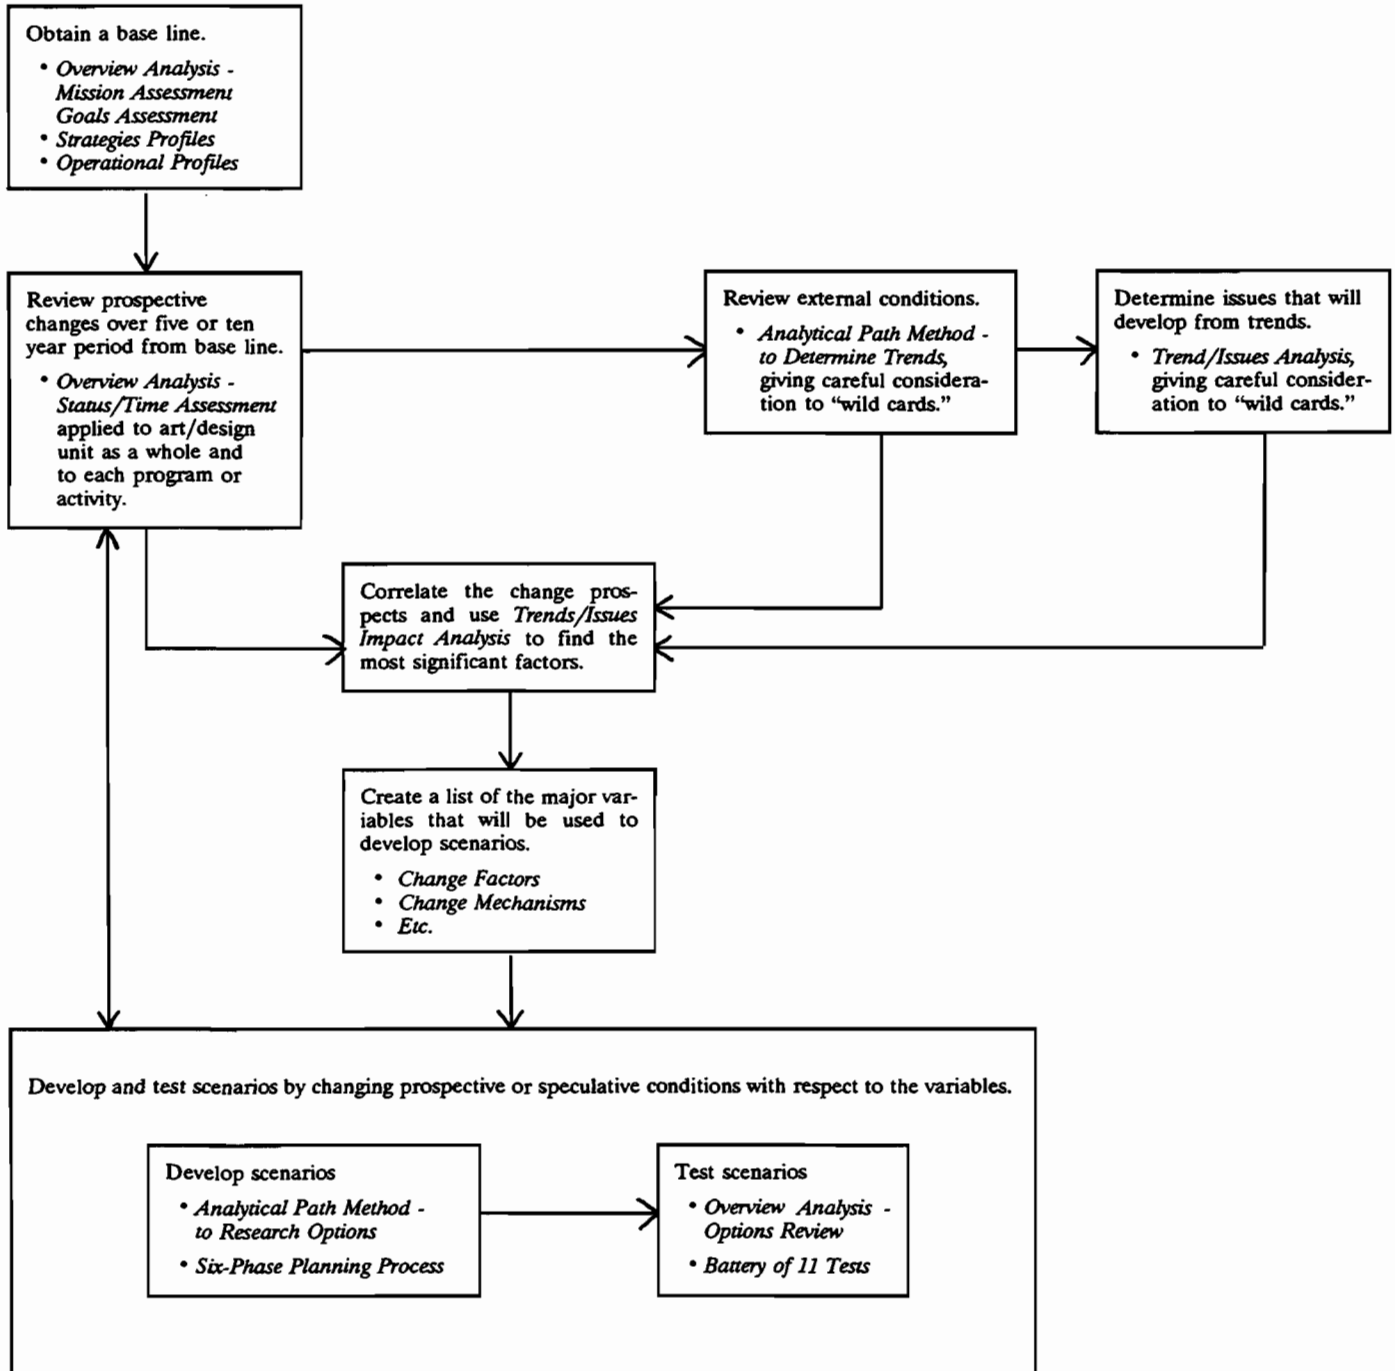 Obtain a base line.
• Overview Analysis -
Mission Assessment
Goals Assessment
• Strategies Profiles
• Operational Profiles
Review prospective
changes over five or ten
year period from base line.
• Overview Analysis -
Status/Time Assessment
applied to art/design
unit as a whole and
to each program or
activity.
Review external conditions.
• Analytical Path Method -
to Determine Trends,
giving careful considera-
tion to “wild cards.”
Determine issues that will
develop from trends.
• Trend/Issues Analysis,
giving careful consider-
ation to “wild cards.”
Correlate the change pros-
pects and use Trends/Issues
Impact Analysis to find the
most significant factors.
Create a list of the major var-
iables that will be used to
develop scenarios.
• Change Factors
• Change Mechanisms
• Etc.
Develop and test scenarios by changing prospective or speculative conditions with respect to the variables.
Develop scenarios
• Analytical Path Method -
to Research Options
• Six-Phase Planning Process
Test scenarios
• Overview Analysis -
Options Review
• Battery of 11 Tests